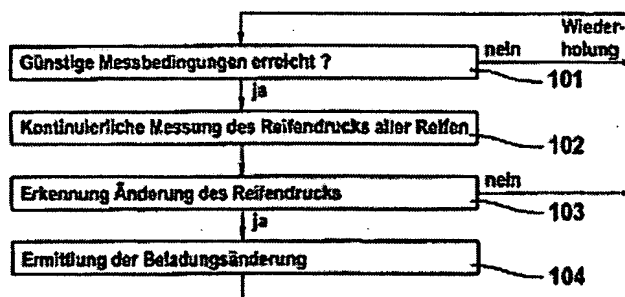 Wieder-
holung
Günstige Messbedingungen erreicht ?
nein
101
ja
Kontinuierliche Messung des Reifendrucks aller Reifen
102
Erkennung Änderung des Reifendrucks
nein
103
ja
Ermittlung der Beladungsänderung
104